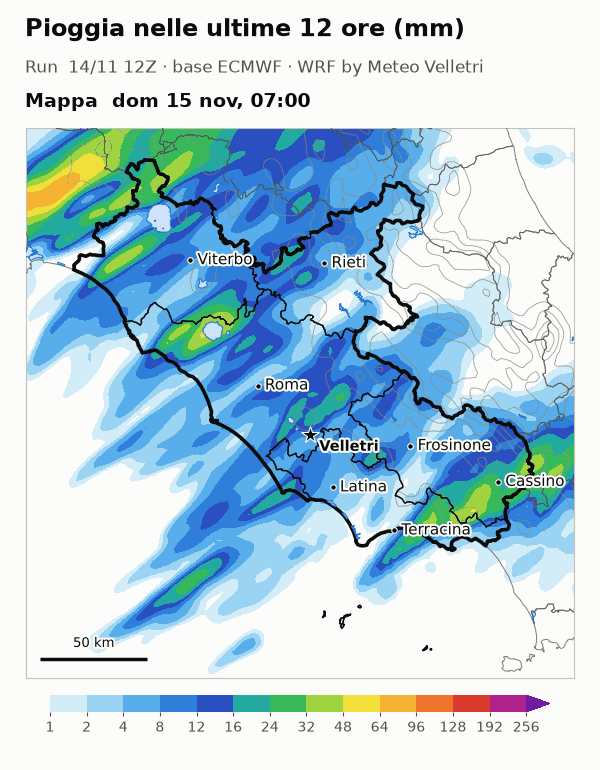 Pioggia nelle ultime 12 ore (mm)
Run  14/11 12Z · base ECMWF · WRF by Meteo Velletri
Mappa  dom 15 nov, 07:00
Viterbo
Rieti
Roma
Velletri
Frosinone
Cassino
Latina
Terracina
50 km
1 2 4 8 12 16 24 32 48 64 96 128 192 256